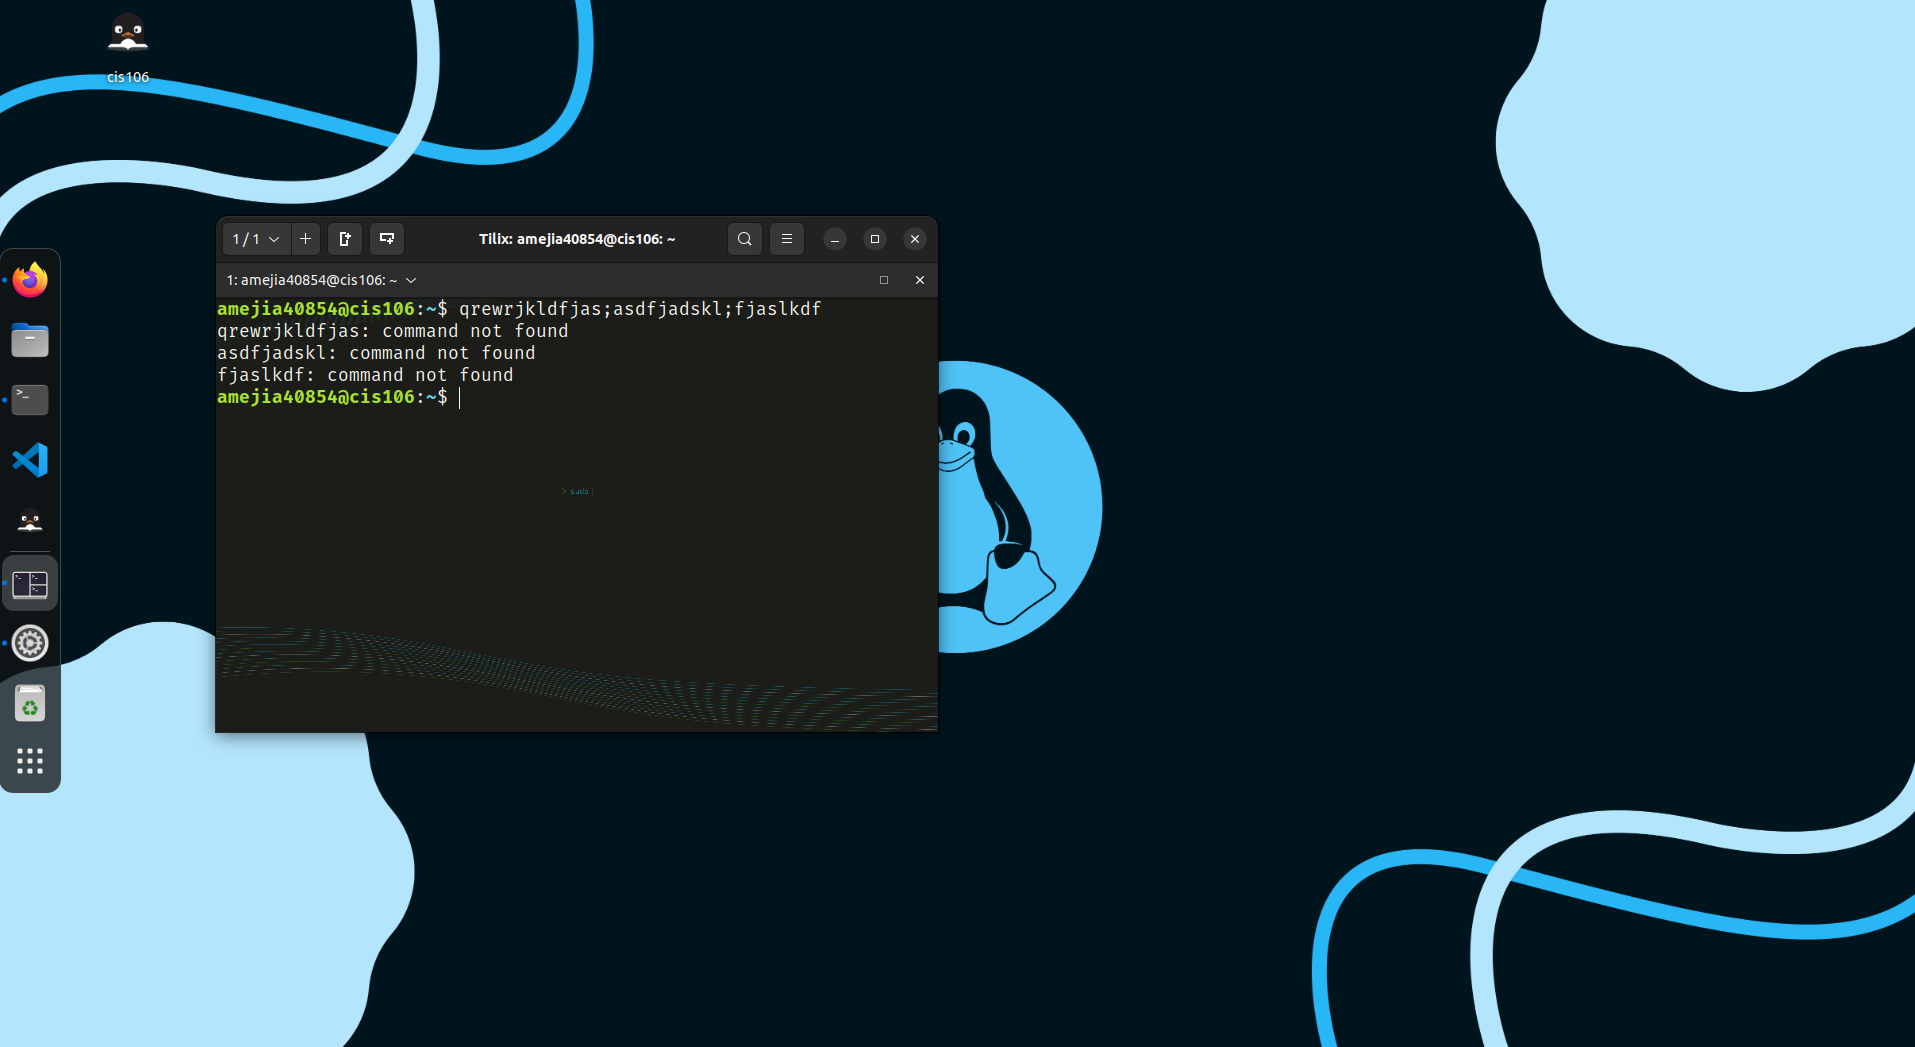 cis106
1 / 1
Tilix: amejia40854@cis106: ~
1: amejia40854@cis106: ~
amejia40854@cis106:~$ qrewrjkldfjas;asdfjadskl;fjaslkdf
qrewrjkldfjas: command not found
asdfjadskl: command not found
fjaslkdf: command not found
amejia40854@cis106:~$
> sudo